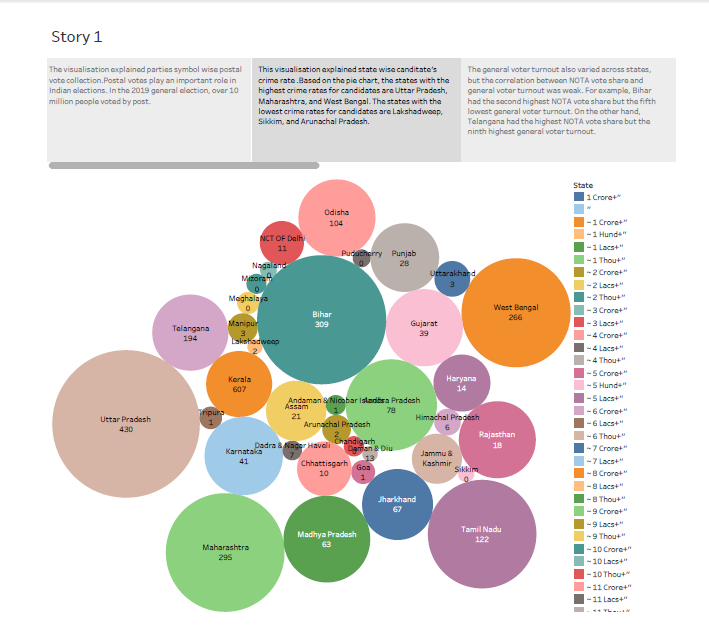 Story 1
The visualisation explained parties symbol wise postal
vote collection.Postal votes play an important role in
Indian elections. In the 2019 general election, over 10
million people voted by post.
This visualisation explained state wise canditate's
crime rate .Based on the pie chart, the states with the
highest crime rates for candidates are Uttar Pradesh,
Maharashtra, and West Bengal. The states with the
lowest crime rates for candidates are Lakshadweep,
Sikkim, and Arunachal Pradesh.
The general voter turnout also varied across states,
but the correlation between NOTA vote share and
general voter turnout was weak. For example, Bihar
had the second highest NOTA vote share but the fifth
lowest general voter turnout. On the other hand,
Telangana had the highest NOTA vote share but the
ninth highest general voter turnout.
Odisha
104
NCT OF Delhi
11
Puducherry
0
Punjab
28
Nagaland
0
Mizoram
0
Uttarakhand
3
Meghalaya
0
West Bengal
266
Bihar
309
Telangana
194
Manipur
3
Gujarat
39
Lakshadweep
2
Kerala
607
Haryana
14
Andaman & Nicobar Islands
1
Andhra Pradesh
78
Assam
21
Uttar Pradesh
430
Tripura
1
Himachal Pradesh
6
Arunachal Pradesh
2
Rajasthan
18
Chandigarh
Dadra & Nagar Haveli
7
Daman & Diu
13
Karnataka
41
Jammu &
Kashmir
Chhattisgarh
10
Goa
1
Sikkim
0
Jharkhand
67
Tamil Nadu
122
Madhya Pradesh
63
Maharashtra
295
State
1 Crore+"
"
~ 1 Crore+"
~ 1 Hund+"
~ 1 Lacs+"
~ 1 Thou+"
~ 2 Crore+"
~ 2 Lacs+"
~ 2 Thou+"
~ 3 Crore+"
~ 3 Lacs+"
~ 4 Crore+"
~ 4 Lacs+"
~ 4 Thou+"
~ 5 Crore+"
~ 5 Hund+"
~ 5 Lacs+"
~ 6 Crore+"
~ 6 Lacs+"
~ 6 Thou+"
~ 7 Crore+"
~ 7 Lacs+"
~ 8 Crore+"
~ 8 Lacs+"
~ 8 Thou+"
~ 9 Crore+"
~ 9 Lacs+"
~ 9 Thou+"
~ 10 Crore+"
~ 10 Lacs+"
~ 10 Thou+"
~ 11 Crore+"
~ 11 Lacs+"
~ 11 Thou+"